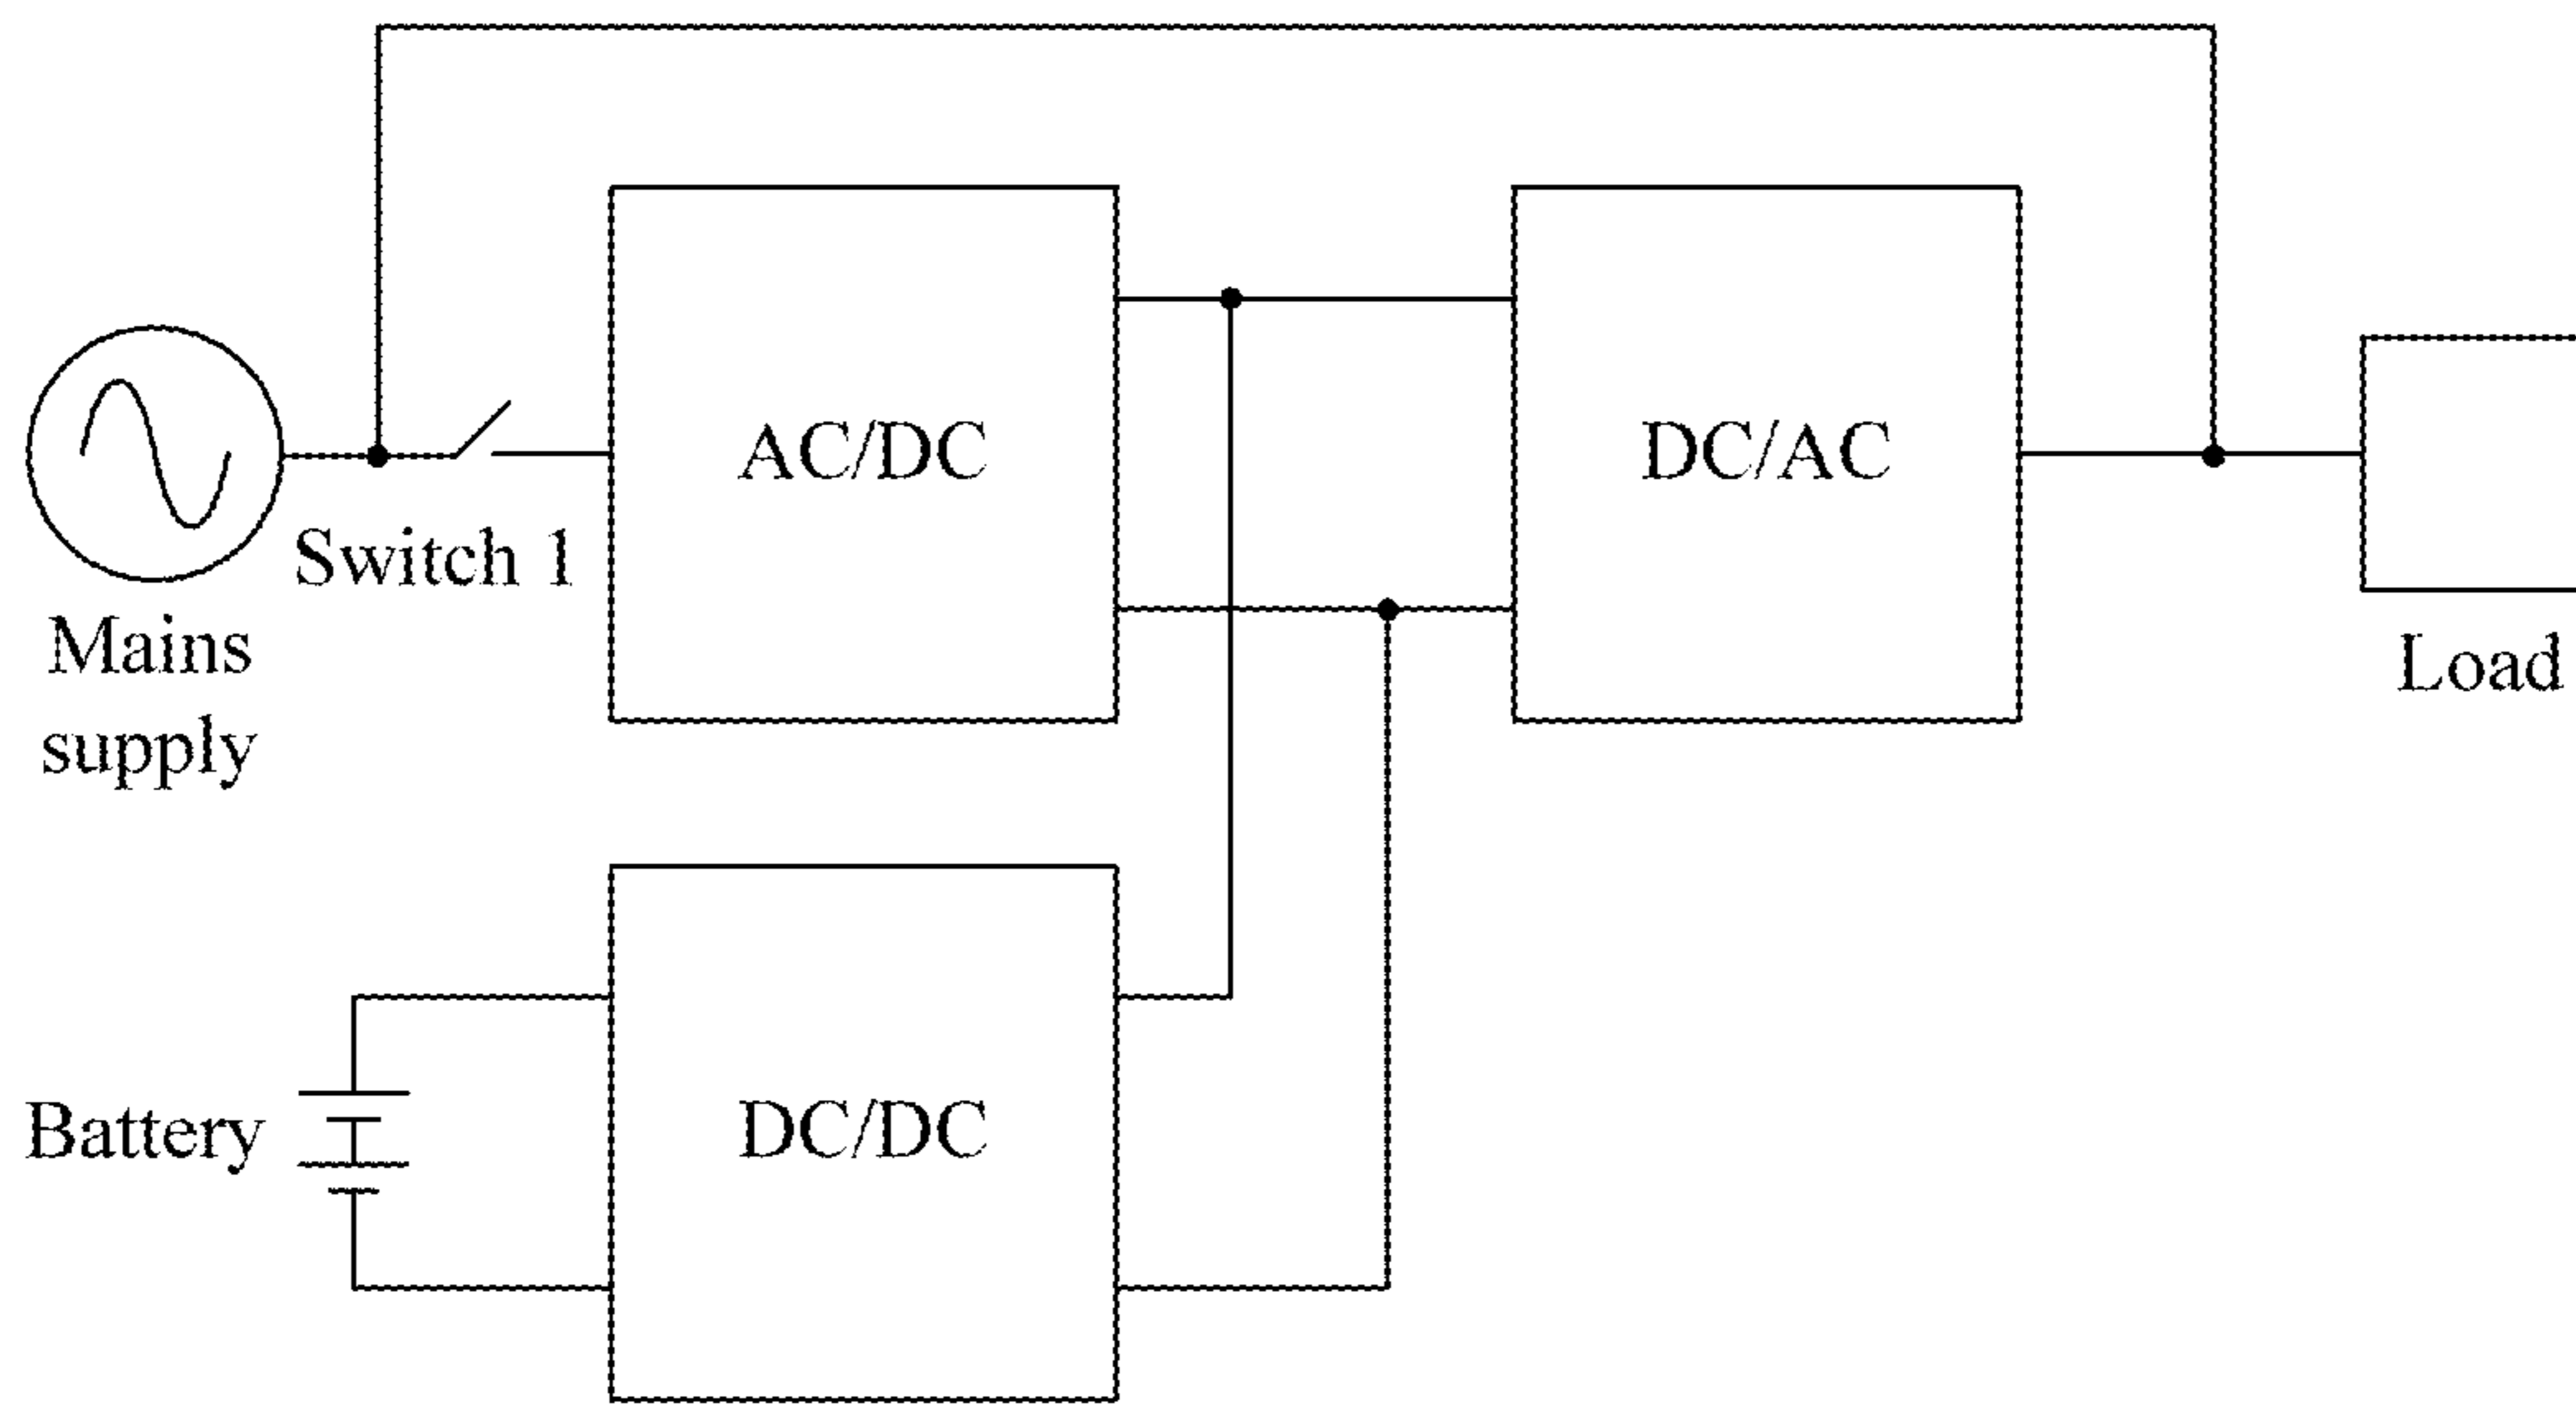 AC/DC
DC/AC
Switch 1
Mains
supply
Load
Battery
DC/DC